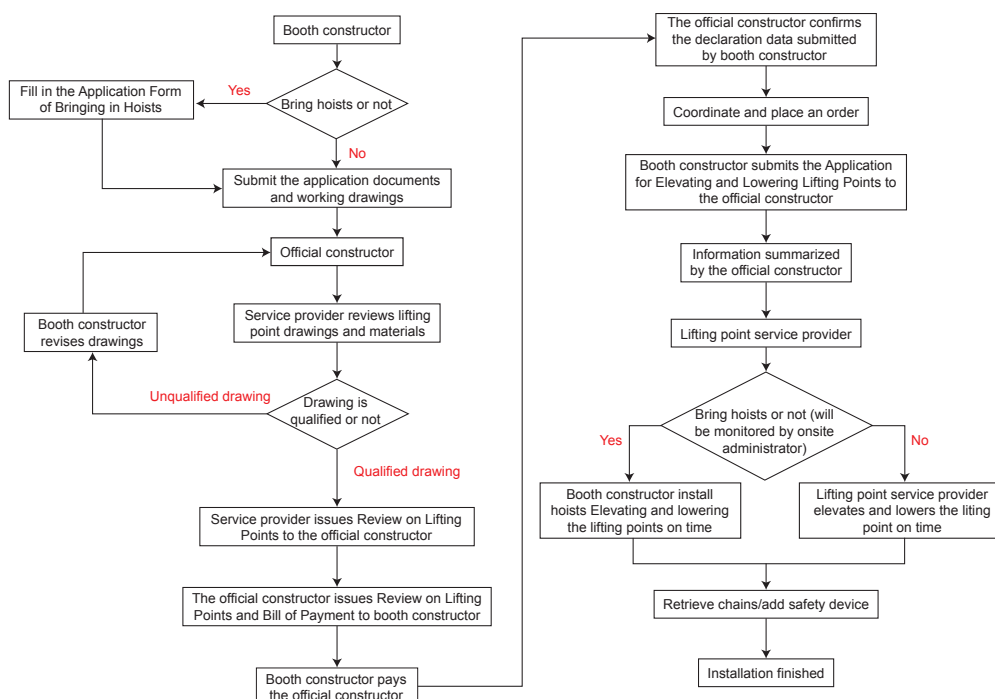 Booth constructor
Bring hoists or not
Yes
Fill in the Application Form
of Bringing in Hoists
No
Submit the application documents
and working drawings
Official constructor
Service provider reviews lifting
point drawings and materials
Booth constructor
revises drawings
Unqualified drawing
Drawing is
qualified or not
Qualified drawing
Service provider issues Review on Lifting
Points to the official constructor
The official constructor issues Review on Lifting
Points and Bill of Payment to booth constructor
Booth constructor pays
the official constructor
The official constructor confirms
the declaration data submitted
by booth constructor
Coordinate and place an order
Booth constructor submits the Application
for Elevating and Lowering Lifting Points to
the official constructor
Information summarized
by the official constructor
Lifting point service provider
Bring hoists or not (will
be monitored by onsite
administrator)
Yes
No
Booth constructor install
hoists Elevating and lowering
the lifting points on time
Lifting point service provider
elevates and lowers the liting
point on time
Retrieve chains/add safety device
Installation finished